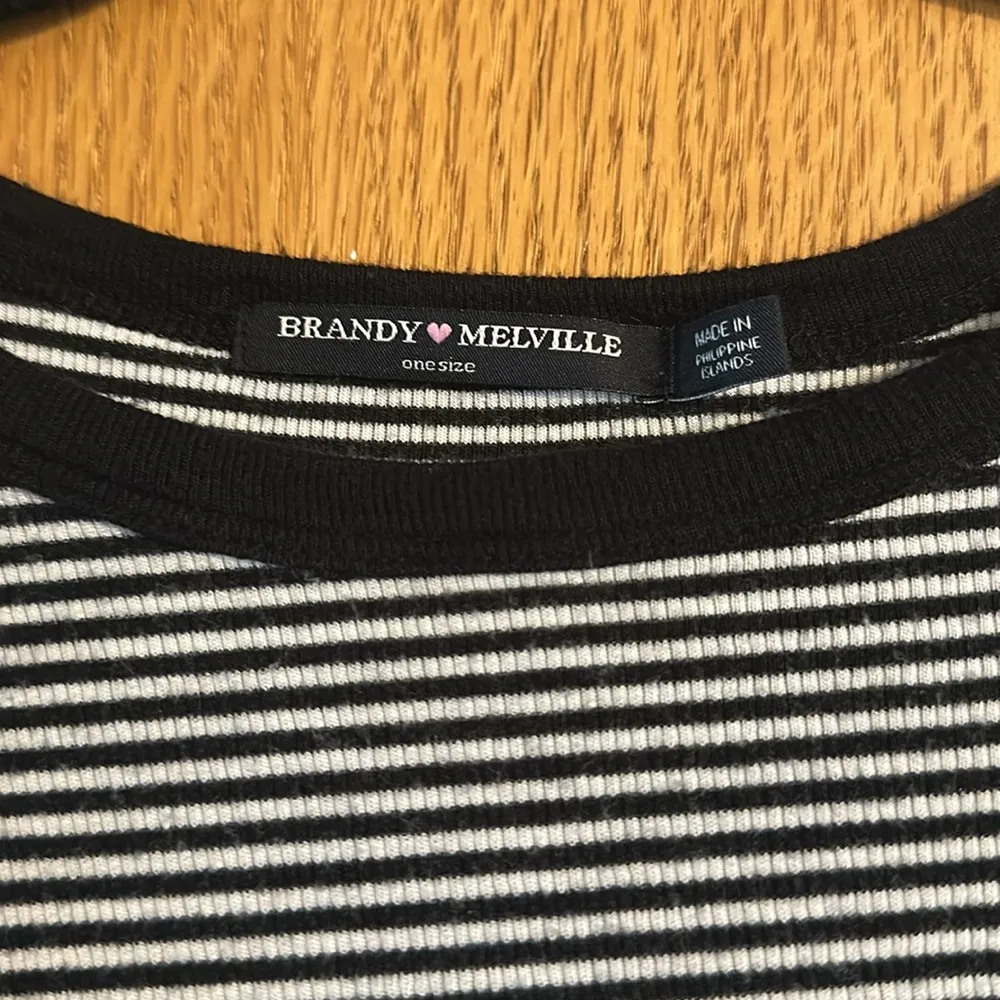 BRANDY MELVILLE
one size
MADE IN
PHILIPPINE
ISLANDS